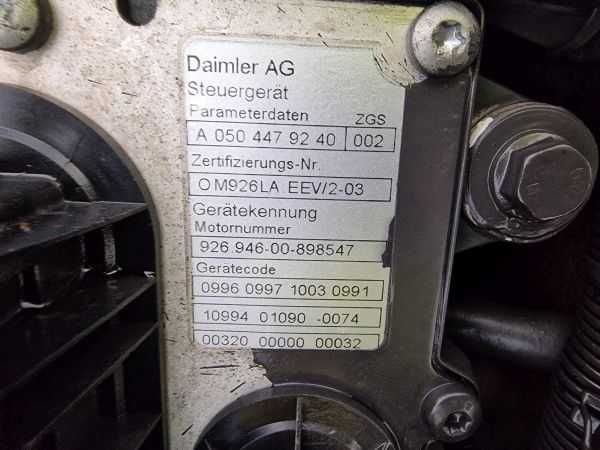 Daimler AG
Steuergerät
Parameterdaten ZGS
A 050 447 92 40 002
Zertifizierungs-Nr.
OM926LA EEV/2-03
Gerätekennung
Motornummer
926.946-00-898547
Gerätecode
0996 0997 1003 0991
10994 01090 -0074
00320 00000 00032